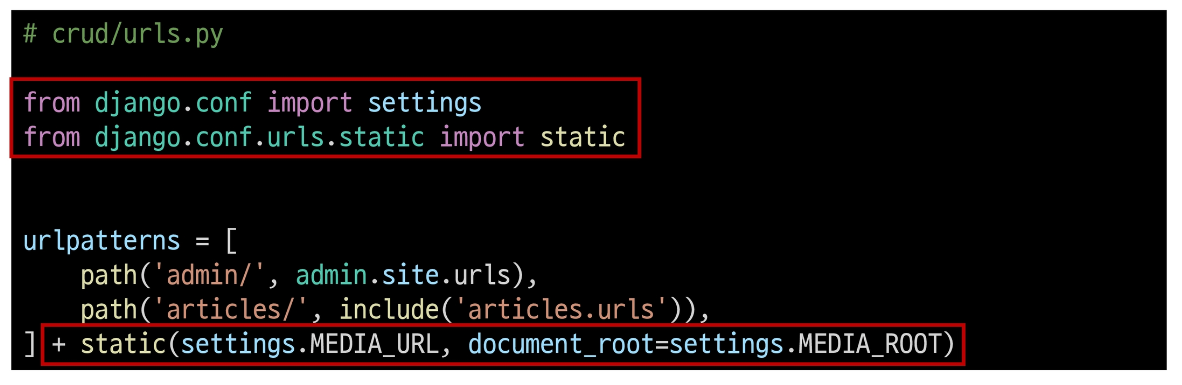 # crud/urls.py
from django.conf import settings
from django.conf.urls.static import static
urlpatterns = [
    path('admin/', admin.site.urls),
    path('articles/', include('articles.urls')),
] + static(settings.MEDIA_URL, document_root=settings.MEDIA_ROOT)